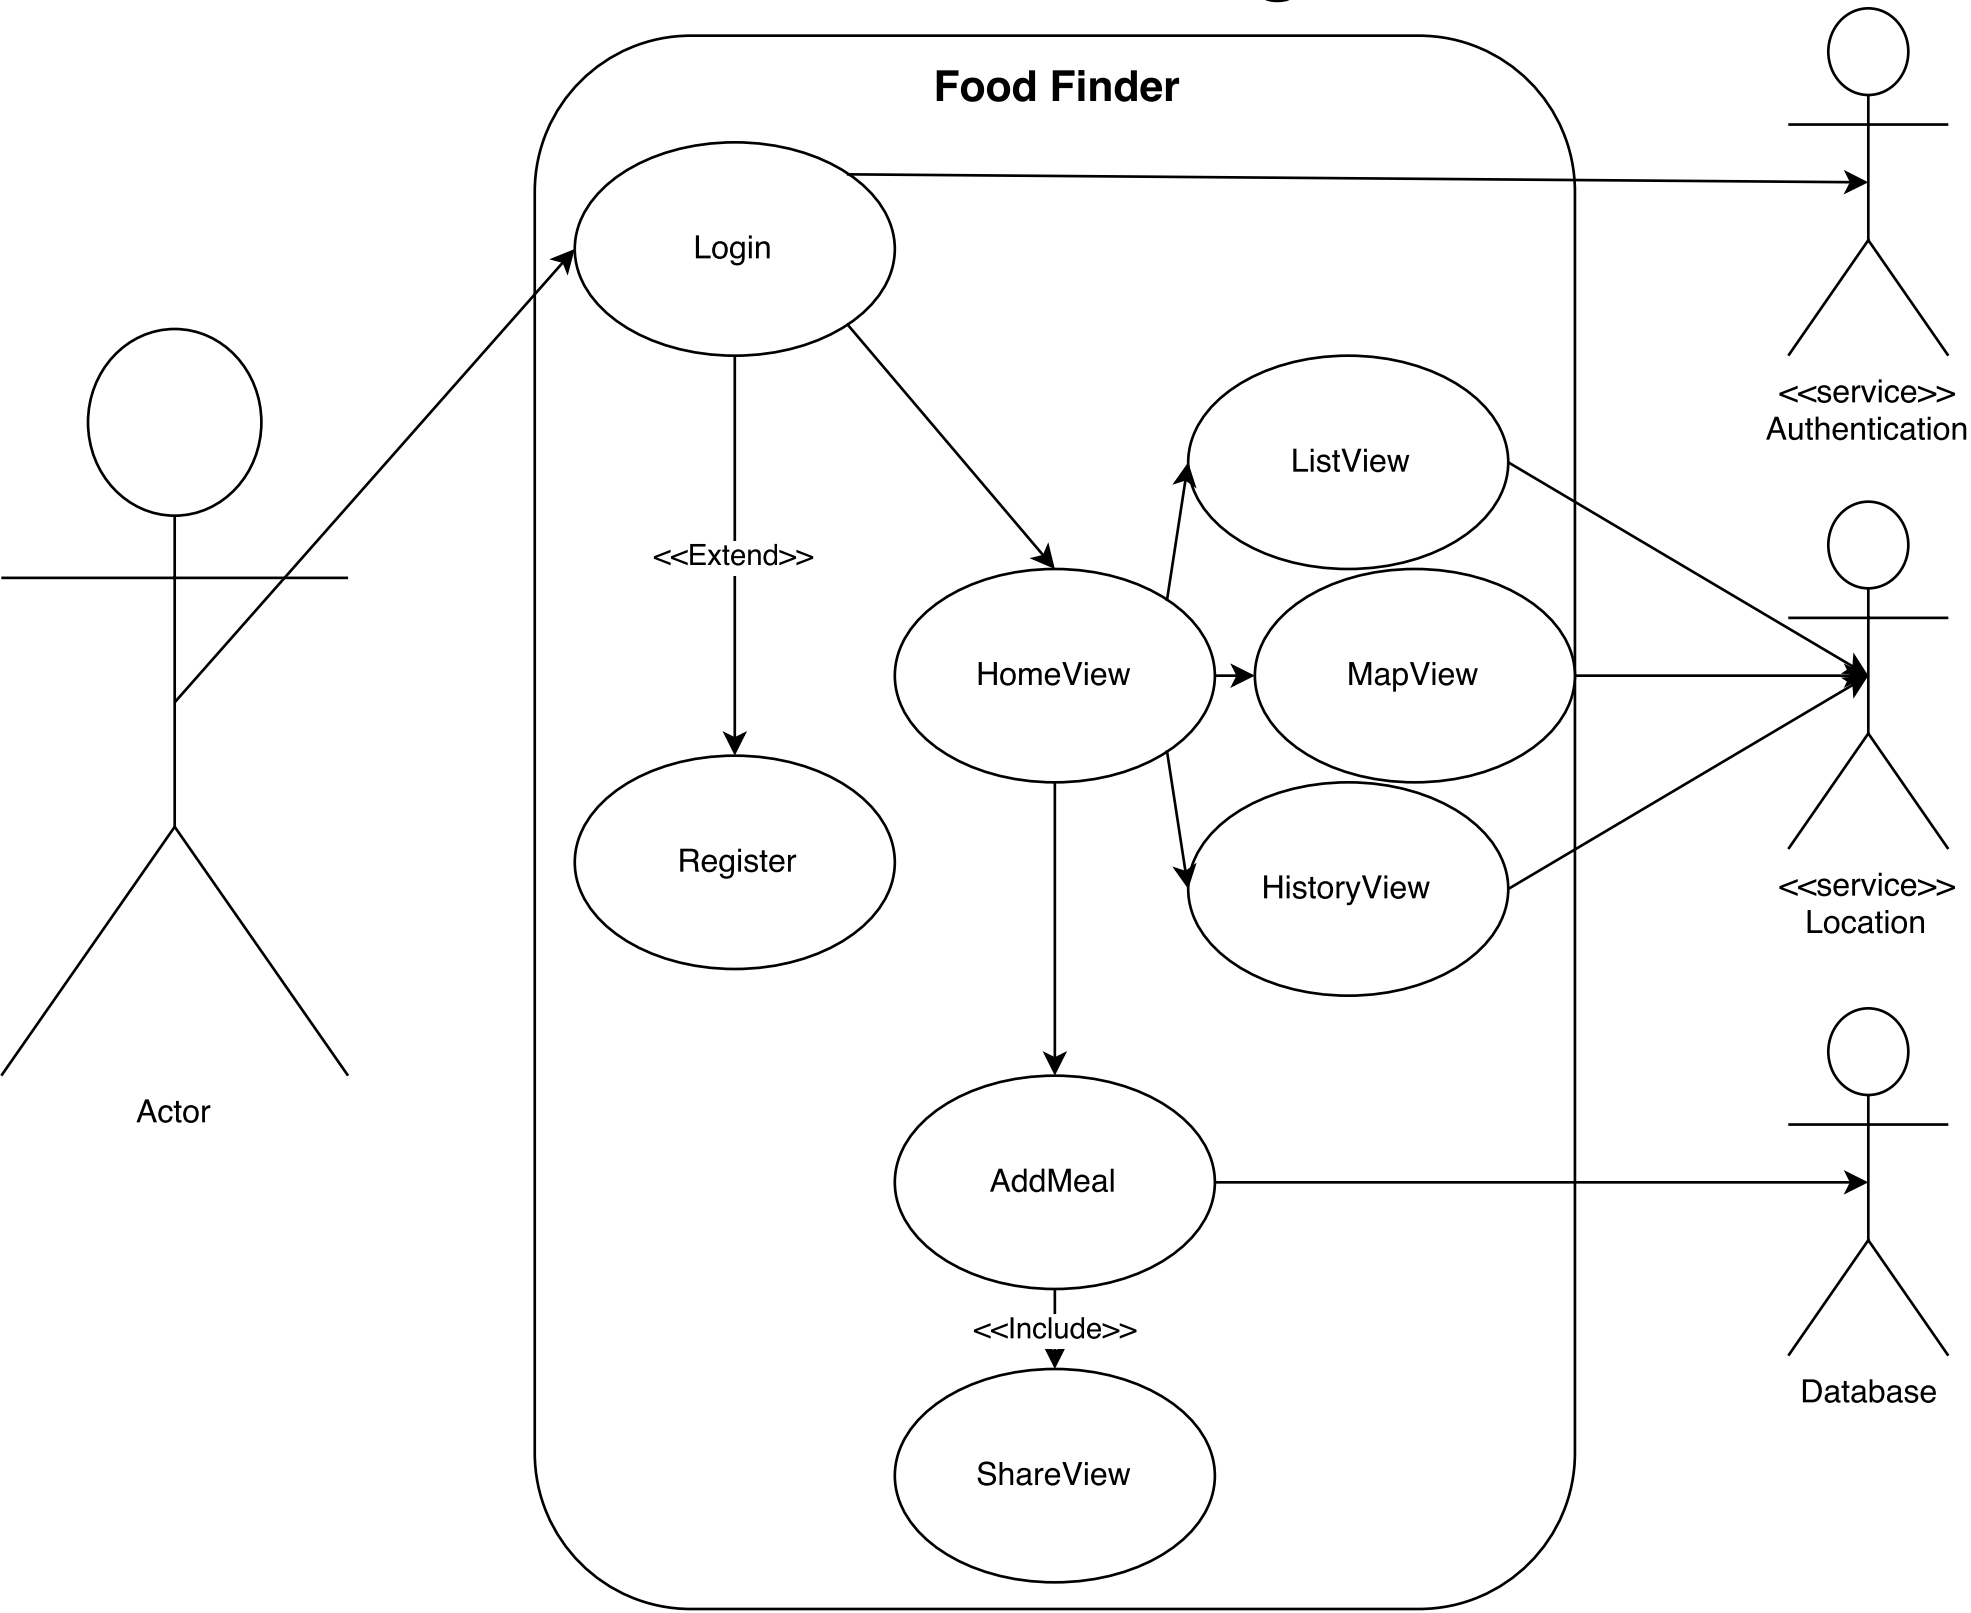 Food Finder
Login
<<service>>
Authentication
ListView
<<Extend>>
HomeView
MapView
Register
HistoryView
<<service>>
Location
Actor
AddMeal
<<Include>>
Database
ShareView